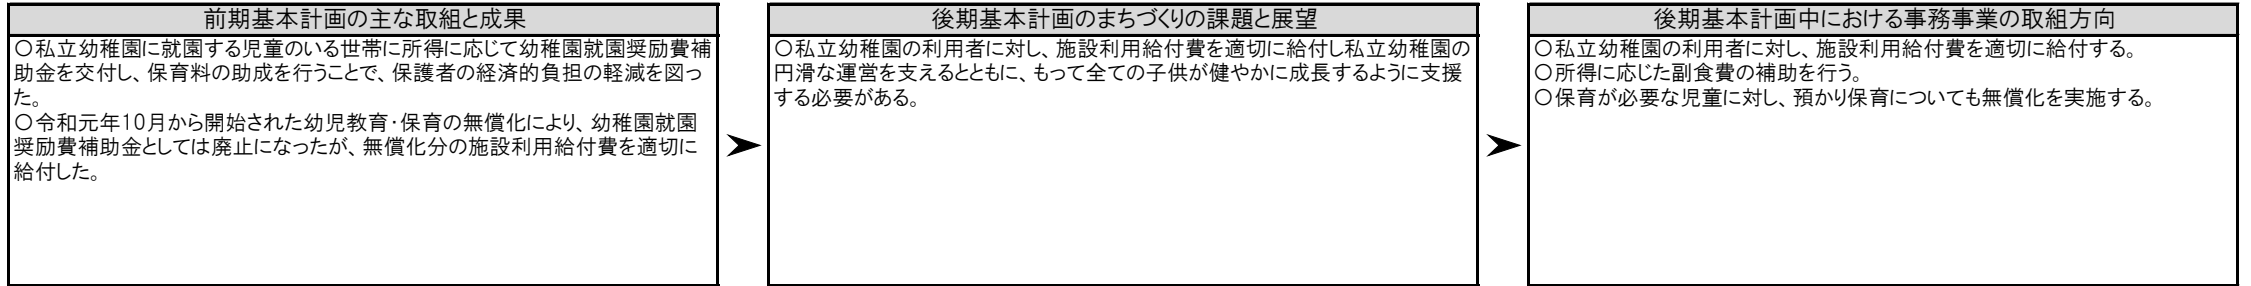 前期基本計画の主な取組と成果
〇私立幼稚園に就園する児童のいる世帯に所得に応じて幼稚園就園奨励費補
助金を交付し、保育料の助成を行うことで、保護者の経済的負担の軽減を図っ
た。
〇令和元年10月から開始された幼児教育・保育の無償化により、幼稚園就園
奨励費補助金としては廃止になったが、無償化分の施設利用給付費を適切に
給付した。
後期基本計画のまちづくりの課題と展望
〇私立幼稚園の利用者に対し、施設利用給付費を適切に給付し私立幼稚園の
円滑な運営を支えるとともに、もって全ての子供が健やかに成長するように支援
する必要がある。
後期基本計画中における事務事業の取組方向
〇私立幼稚園の利用者に対し、施設利用給付費を適切に給付する。
〇所得に応じた副食費の補助を行う。
〇保育が必要な児童に対し、預かり保育についても無償化を実施する。